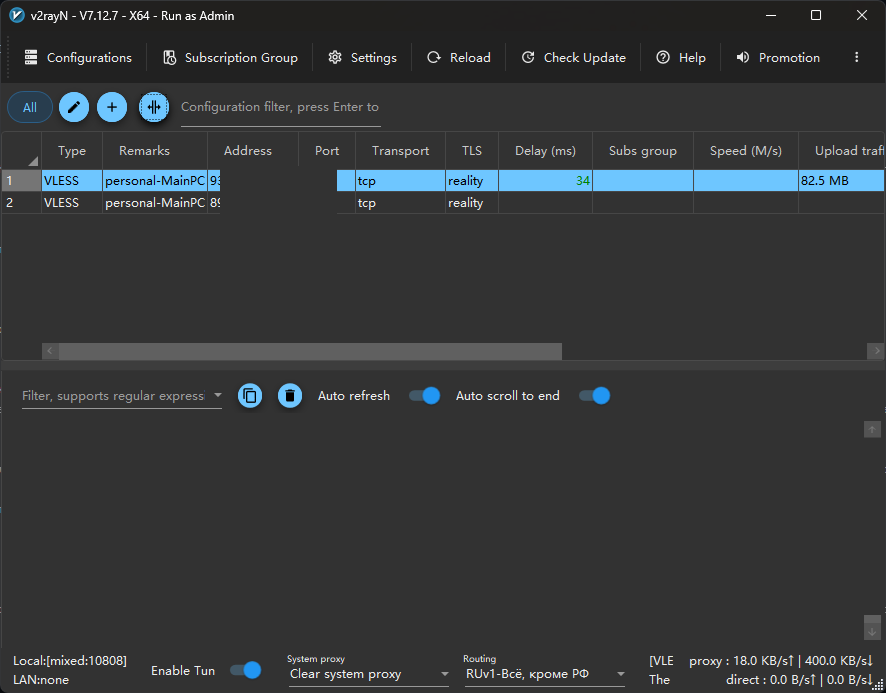 v2rayN - V7.12.7 - X64 - Run as Admin
Configurations Subscription Group Settings Reload Check Update Help Promotion
All Configuration filter, press Enter to
Type Remarks Address Port Transport TLS Delay (ms) Subs group Speed (M/s) Upload traff
1 VLESS personal-MainPC 93 tcp reality 34 82.5 MB
2 VLESS personal-MainPC 89 tcp reality
Filter, supports regular expressi Auto refresh Auto scroll to end
Local:[mixed:10808]
LAN:none
Enable Tun
System proxy
Clear system proxy
Routing
RUv1-Всё, кроме РФ
[VLE proxy : 18.0 KB/s↑ | 400.0 KB/s↓
The direct : 0.0 B/s↑ | 0.0 B/s↓